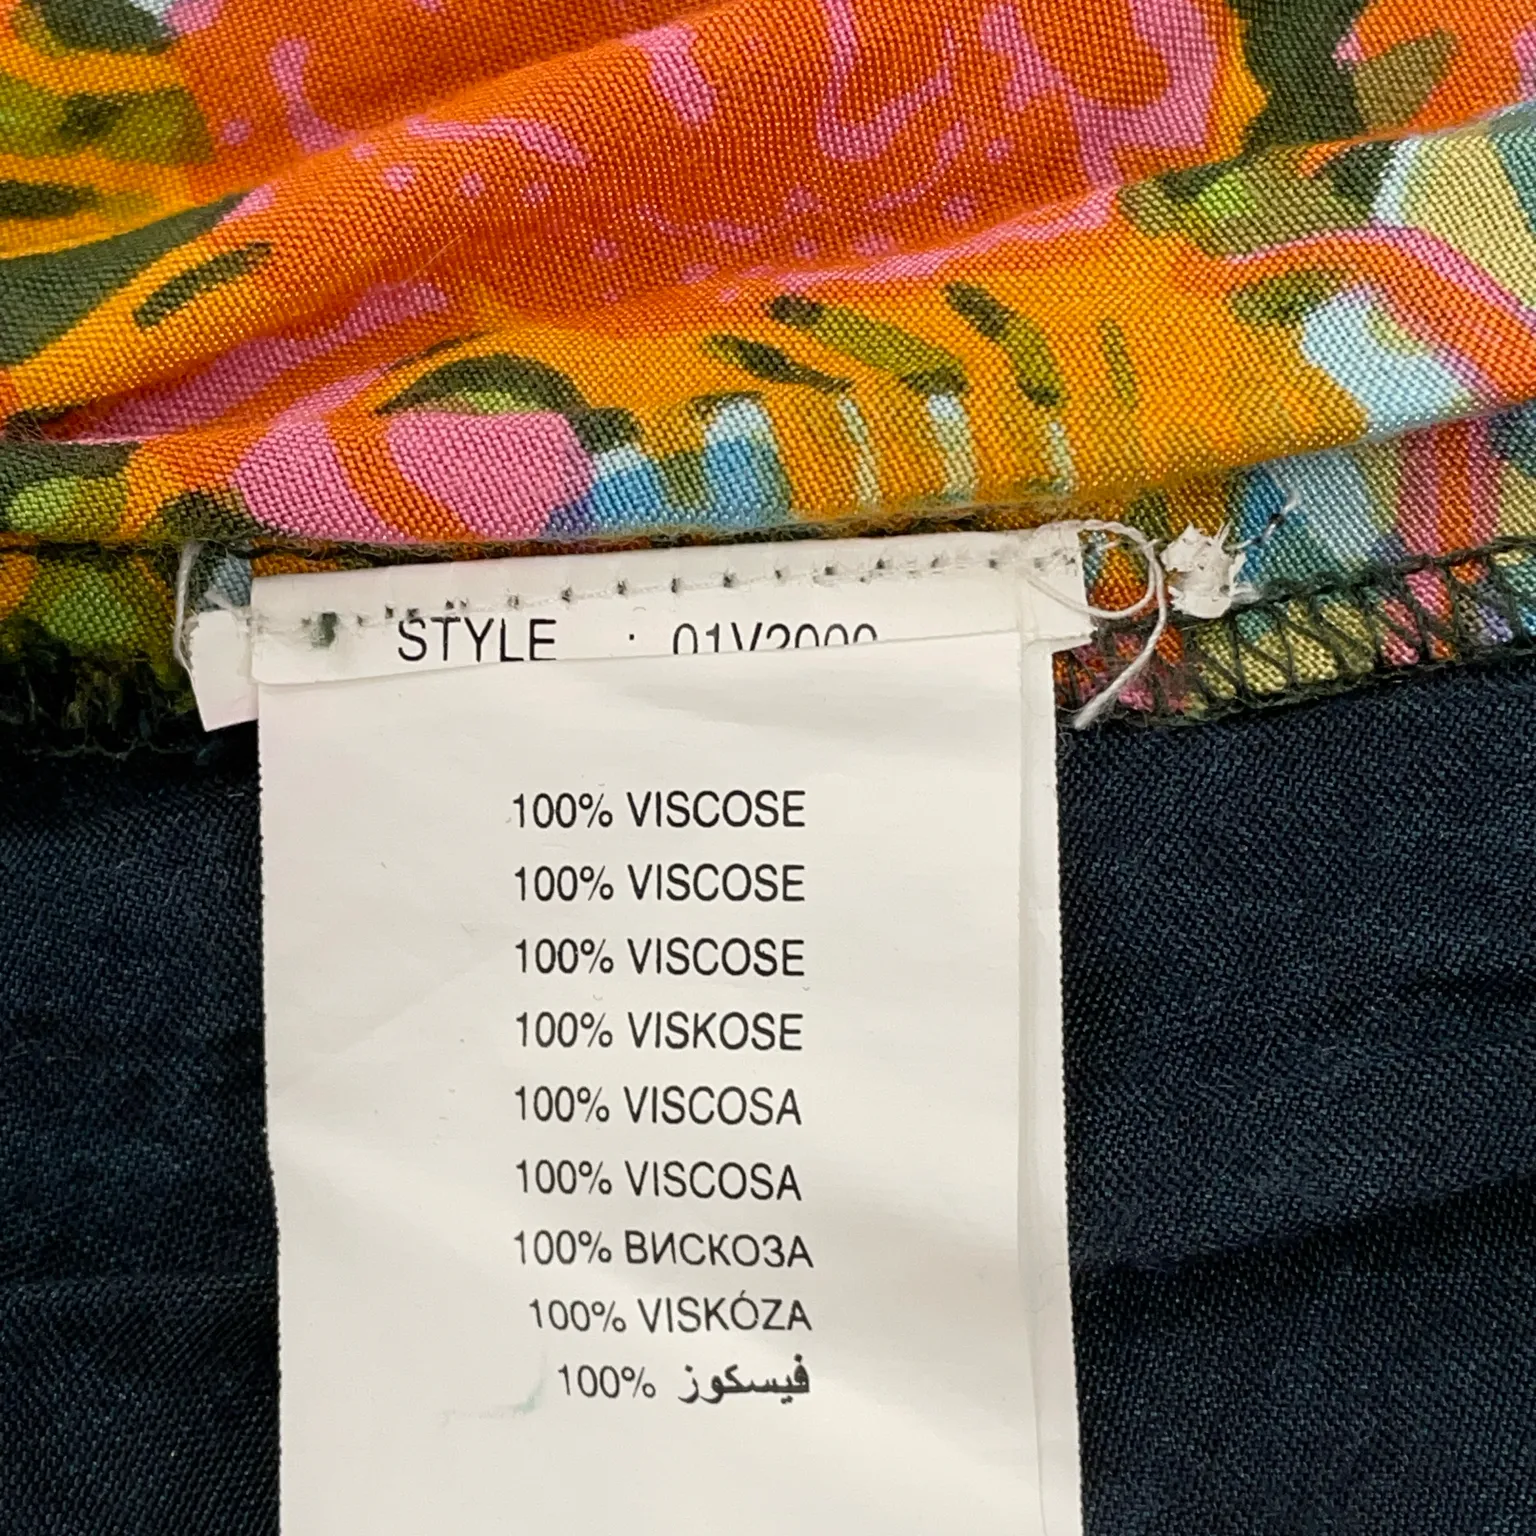 STYLE :
100% VISCOSE
100% VISCOSE
100% VISCOSE
100% VISKOSE
100% VISCOSA
100% VISCOSA
100% ВИСКОЗА
100% VISKÓZA
100% فيسكوز